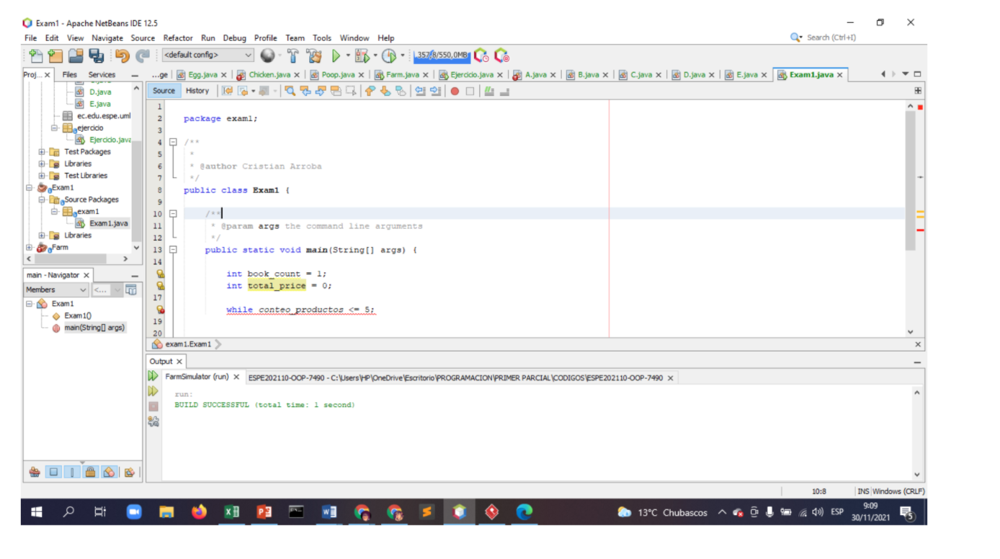 Exam1 - Apache NetBeans IDE 12.5
File Edit View Navigate Source Refactor Run Debug Profile Team Tools Window Help
Search (Ctrl+I)
<default config>
357,8/550,0MB
Proj... Files Services
...ge Egg.java Chicken.java Poop.java Farm.java Ejercicio.java A.java B.java C.java D.java E.java Exam1.java
Source History
D.java
E.java
ec.edu.espe.uml
ejercicio
Ejercicio.java
Test Packages
Libraries
Test Libraries
Exam1
Source Packages
exam1
Exam1.java
Libraries
Farm
1
2 package exam1;
3
4 /**
5 *
6 * @author Cristian Arroba
7 */
8 public class Exam1 {
9
10 /**
11 * @param args the command line arguments
12 */
13 public static void main(String[] args) {
14
int book_count = 1;
int total_price = 0;
17
while conteo_productos <= 5;
19
20
exam1.Exam1
main - Navigator
Members <...
Exam1
Exam1()
main(String[] args)
Output
FarmSimulator (run) ESPE202110-OOP-7490 - C:\Users\HP\OneDrive\Escritorio\PROGRAMACION\PRIMER PARCIAL\CODIGOS\ESPE202110-OOP-7490
run:
BUILD SUCCESSFUL (total time: 1 second)
10:8 INS Windows (CRLF)
13°C Chubascos ESP
9:09
30/11/2021
5